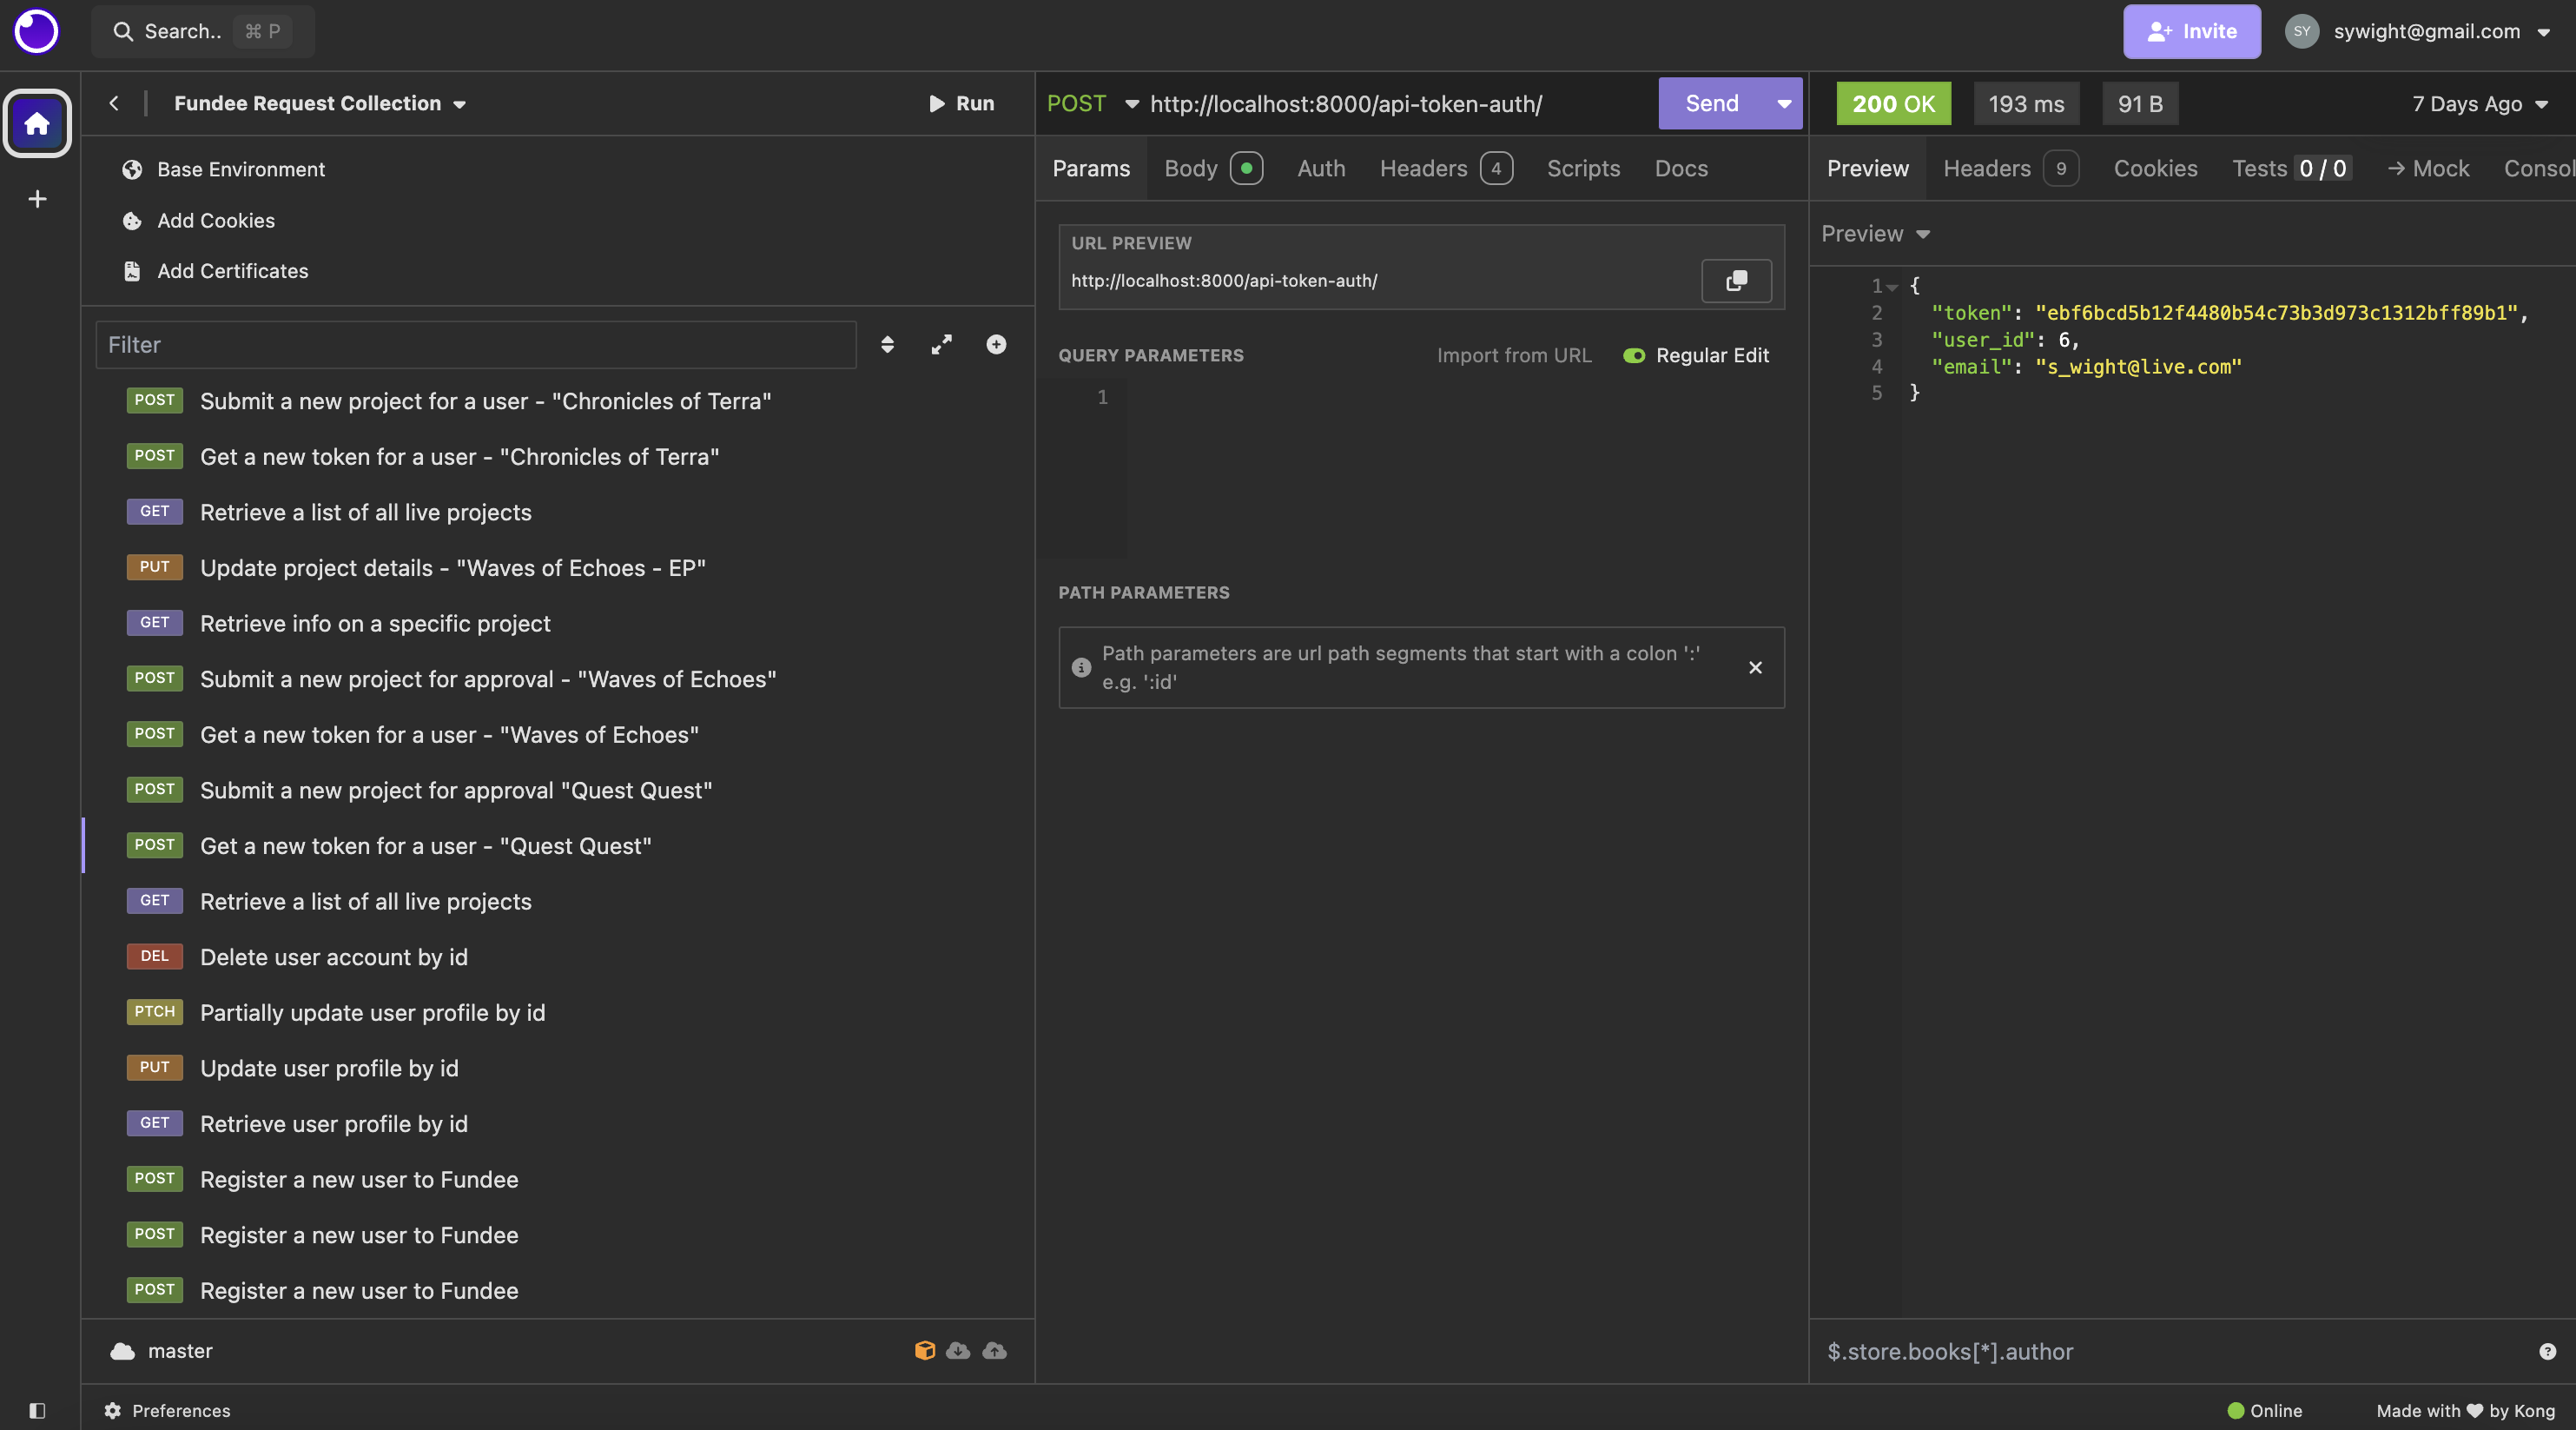 Search.. ⌘ P
Invite
SY sywight@gmail.com
Fundee Request Collection
Run
Base Environment
Add Cookies
Add Certificates
Filter
POST Submit a new project for a user - "Chronicles of Terra"
POST Get a new token for a user - "Chronicles of Terra"
GET Retrieve a list of all live projects
PUT Update project details - "Waves of Echoes - EP"
GET Retrieve info on a specific project
POST Submit a new project for approval - "Waves of Echoes"
POST Get a new token for a user - "Waves of Echoes"
POST Submit a new project for approval "Quest Quest"
POST Get a new token for a user - "Quest Quest"
GET Retrieve a list of all live projects
DEL Delete user account by id
PTCH Partially update user profile by id
PUT Update user profile by id
GET Retrieve user profile by id
POST Register a new user to Fundee
POST Register a new user to Fundee
POST Register a new user to Fundee
master
Preferences
POST http://localhost:8000/api-token-auth/ Send
Params Body Auth Headers 4 Scripts Docs
URL PREVIEW
http://localhost:8000/api-token-auth/
QUERY PARAMETERS Import from URL Regular Edit
1
PATH PARAMETERS
Path parameters are url path segments that start with a colon ':'
e.g. ':id'
200 OK 193 ms 91 B 7 Days Ago
Preview Headers 9 Cookies Tests 0 / 0 → Mock Consol
Preview
1 {
2 "token": "ebf6bcd5b12f4480b54c73b3d973c1312bff89b1",
3 "user_id": 6,
4 "email": "s_wight@live.com"
5 }
$.store.books[*].author
Online Made with ♥ by Kong